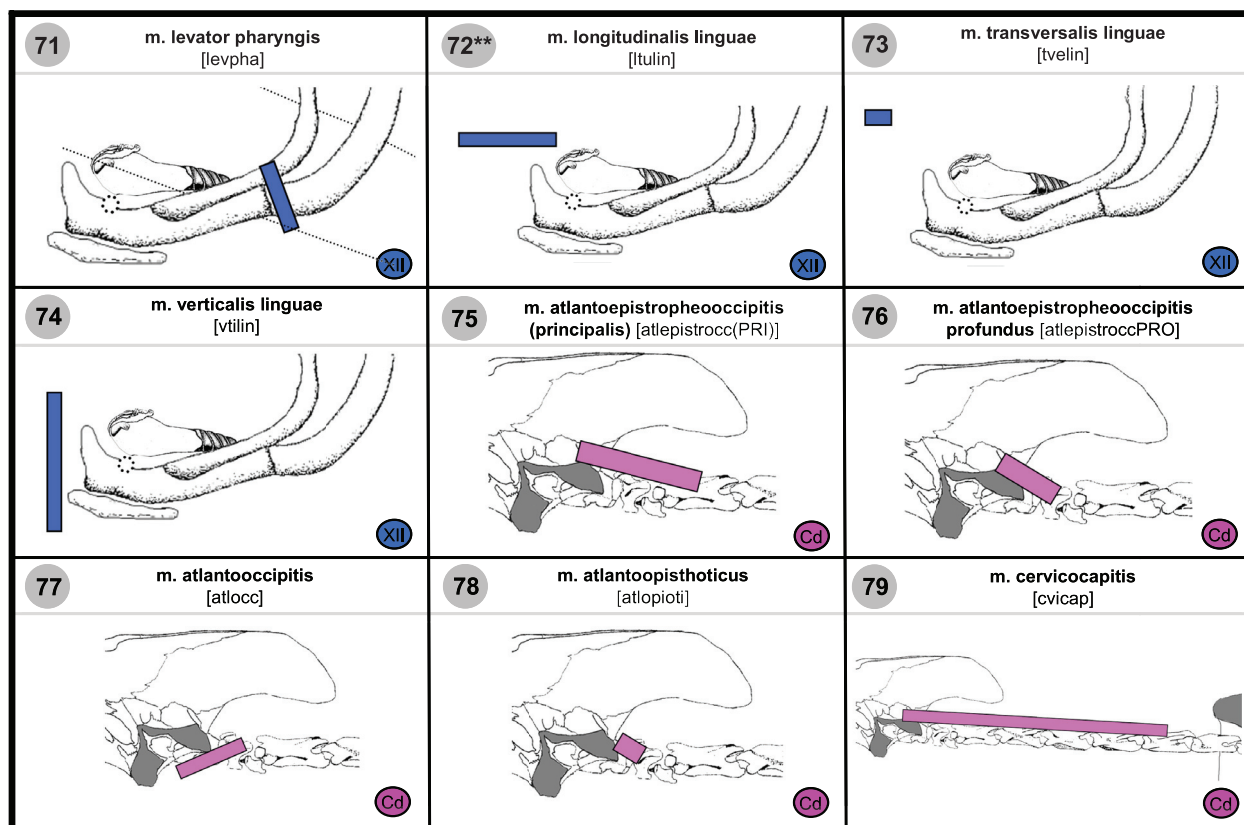 71
m. levator pharyngis
[levpha]
XII
72**
m. longitudinalis linguae
[ltulin]
XII
73
m. transversalis linguae
[tvelin]
XII
74
m. verticalis linguae
[vtilin]
XII
75
m. atlantoepistropheooccipitis
(principalis) [atlepistrocc(PRI)]
Cd
76
m. atlantoepistropheooccipitis
profundus [atlepistroccPRO]
Cd
77
m. atlantooccipitis
[atlocc]
Cd
78
m. atlantoopisthoticus
[atlopioti]
Cd
79
m. cervicocapitis
[cvicap]
Cd